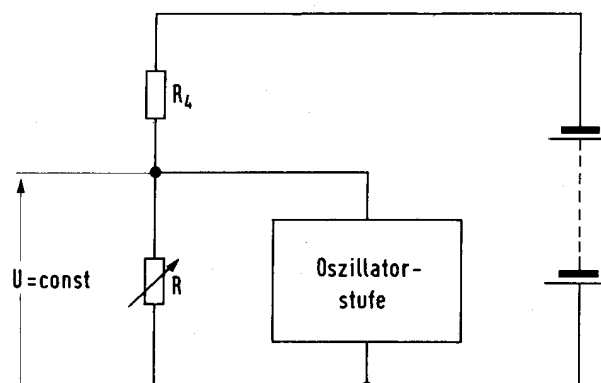 R₄
U=const
R
Oszillator-
stufe